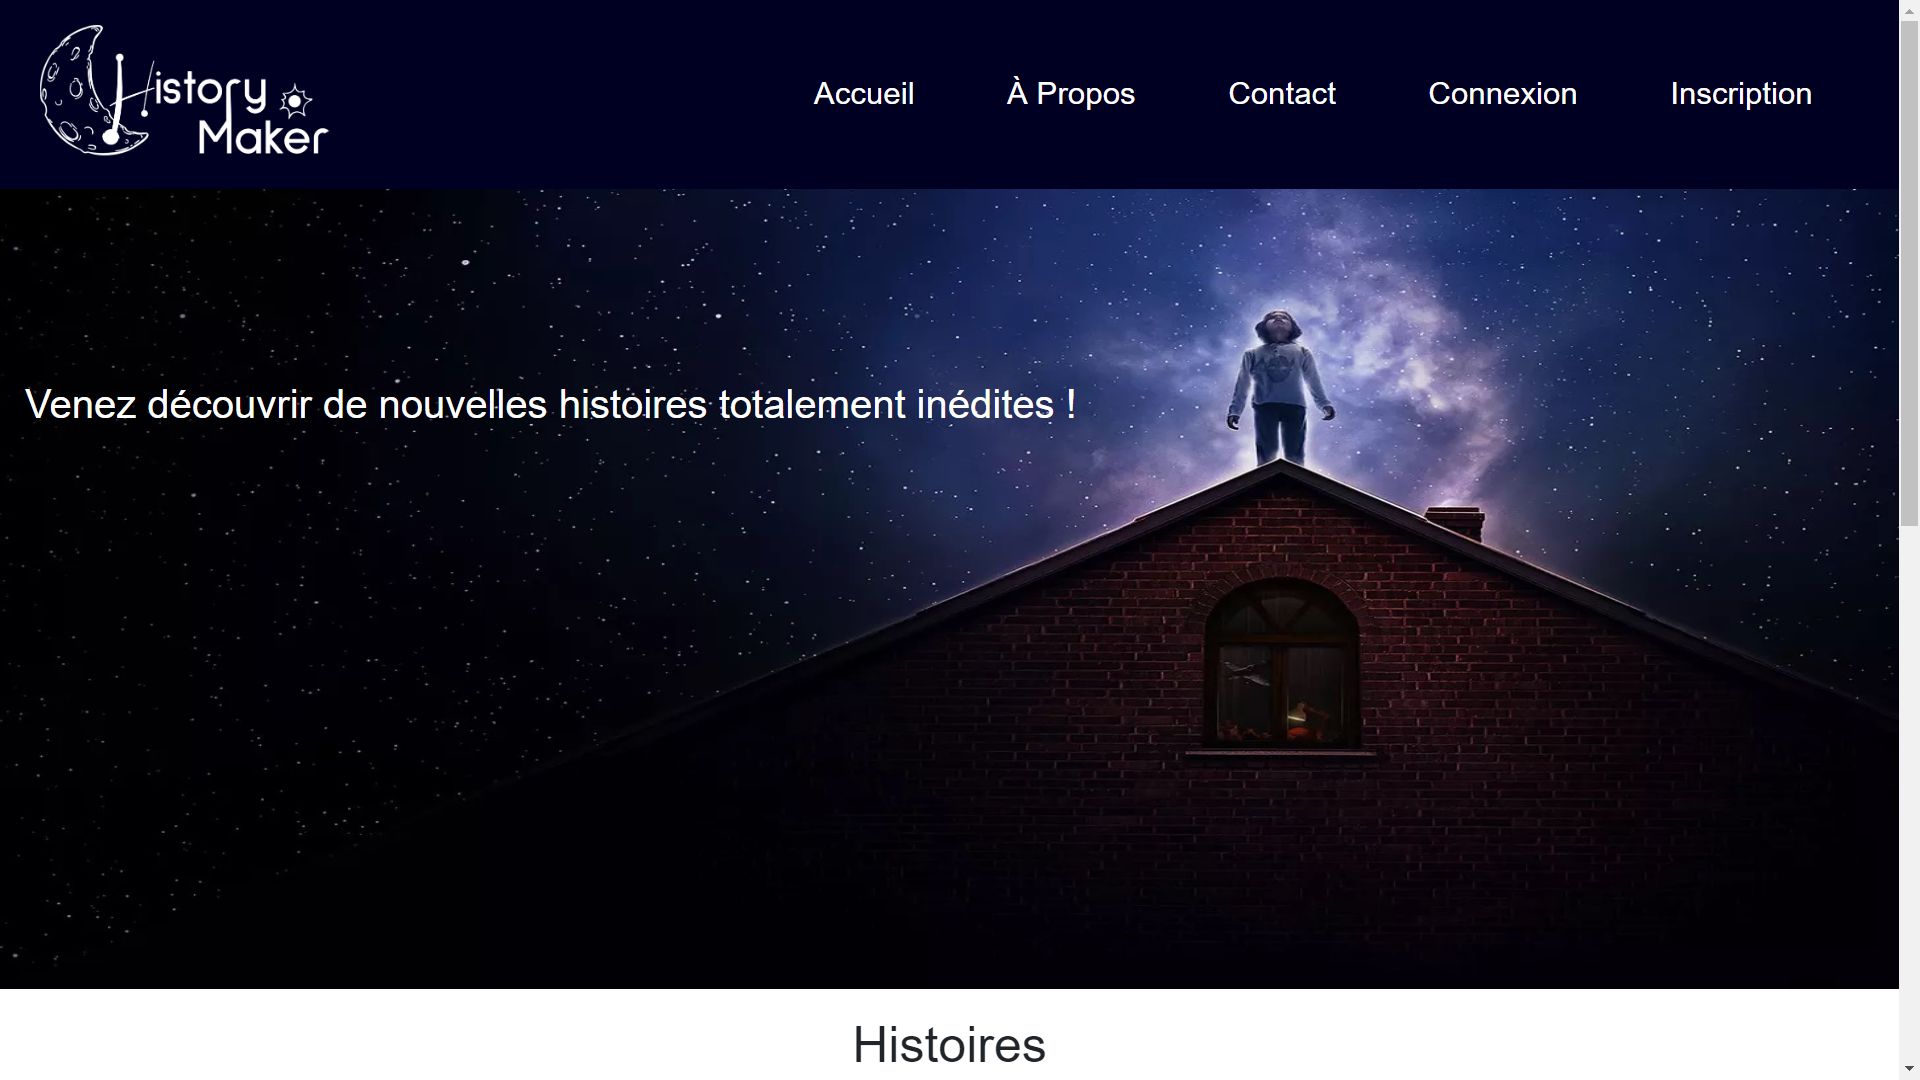 History
Maker
Accueil
À Propos
Contact
Connexion
Inscription
Venez découvrir de nouvelles histoires totalement inédites !
Histoires